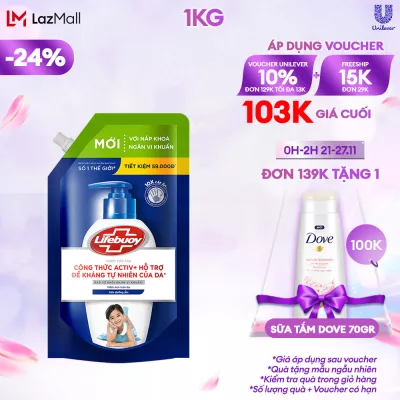 LazMall
1KG
Unilever
-24%
ÁP DỤNG VOUCHER
VOUCHER UNILEVER
10%
ĐƠN 129K TỐI ĐA 13K
+
FREESHIP
15K
ĐƠN 29K
103K GIÁ CUỐI
0H-2H 21-27.11
ĐƠN 139K TẶNG 1
MỚI
VỚI NẮP KHOÁ
NGĂN VI KHUẨN
SỐ 1 THẾ GIỚI*
TIẾT KIỆM 59.000Đ*
Lifebuoy
CÔNG THỨC ACTIV+ HỖ TRỢ
ĐỀ KHÁNG TỰ NHIÊN CỦA DA*
Dove
100K
SỮA TẮM DOVE 70GR
*Giá áp dụng sau voucher
*Quà tặng mẫu ngẫu nhiên
*Kiểm tra quà trong giỏ hàng
*Số lượng quà + Voucher có hạn